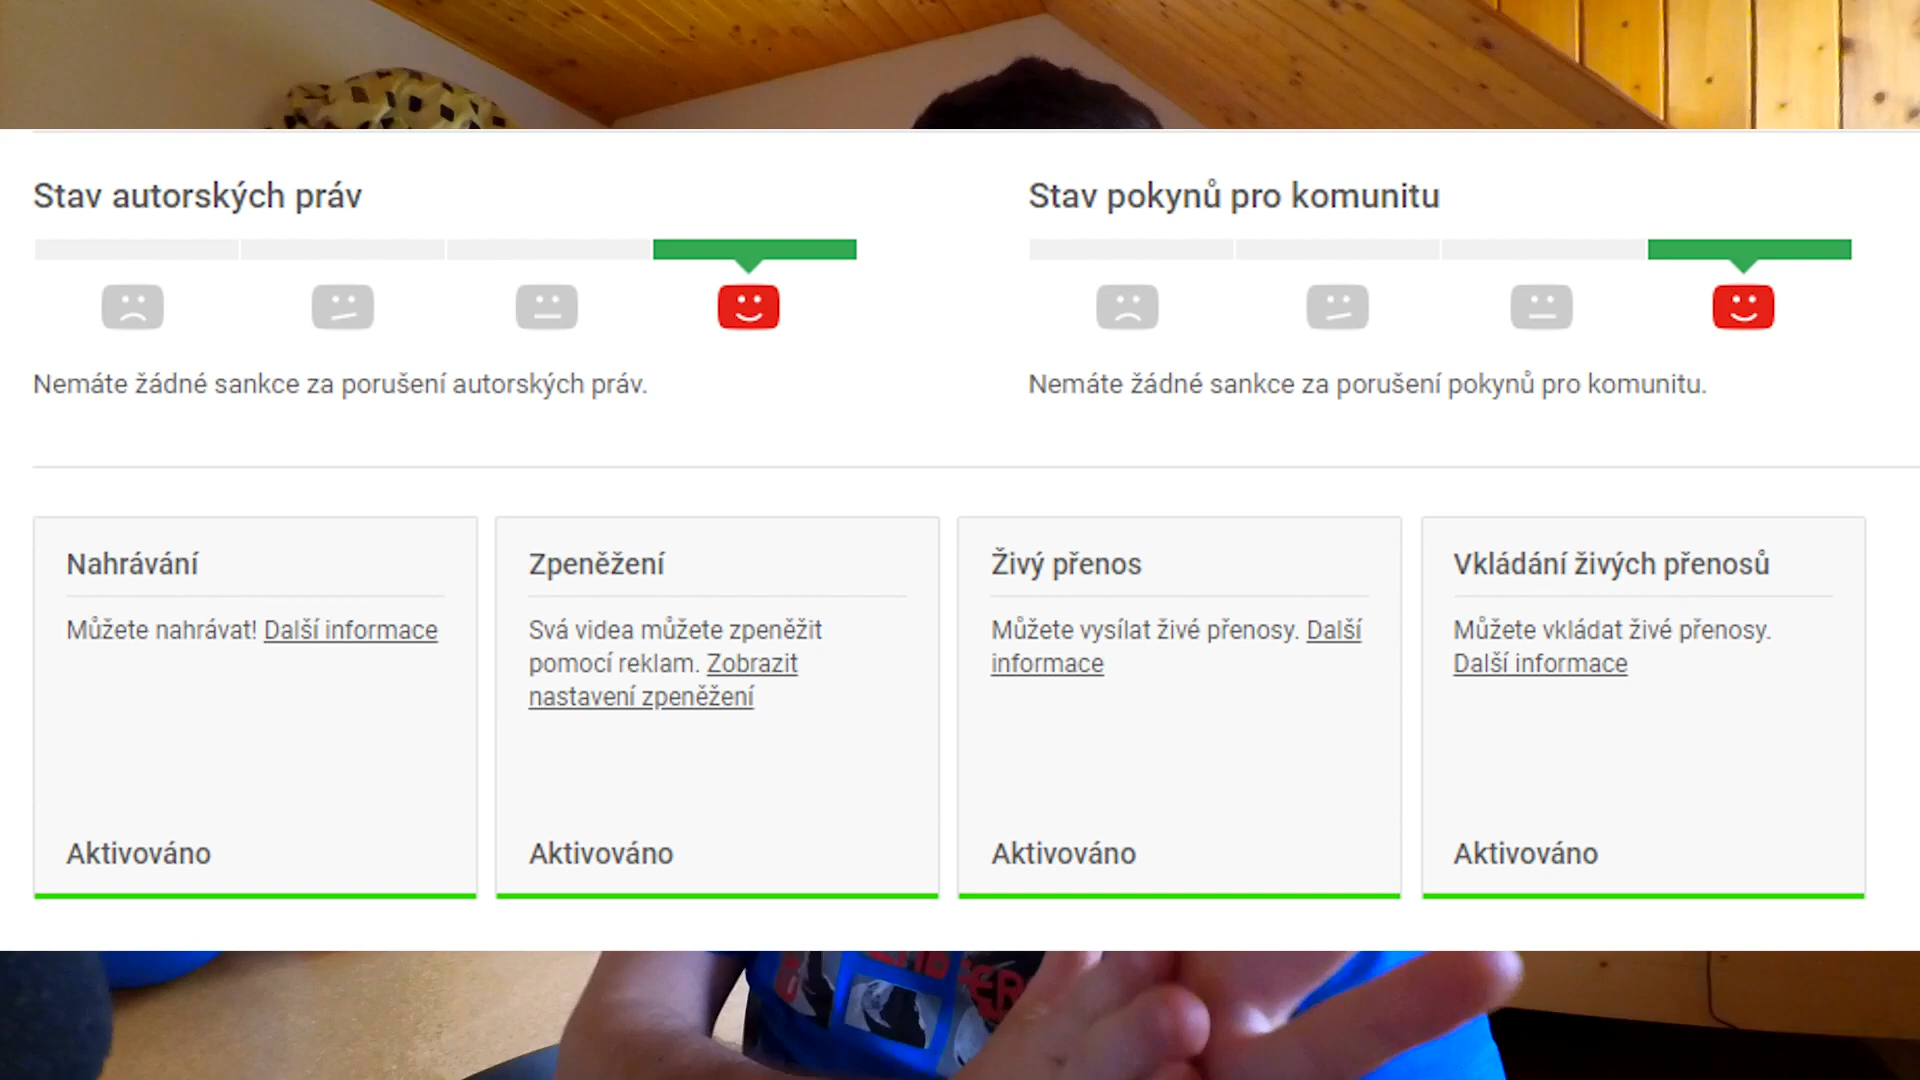 Stav autorských práv
Stav pokynů pro komunitu
Nemáte žádné sankce za porušení autorských práv.
Nemáte žádné sankce za porušení pokynů pro komunitu.
Nahrávání
Můžete nahrávat! Další informace
Aktivováno
Zpeněžení
Svá videa můžete zpeněžit
pomocí reklam. Zobrazit
nastavení zpeněžení
Aktivováno
Živý přenos
Můžete vysílat živé přenosy. Další
informace
Aktivováno
Vkládání živých přenosů
Můžete vkládat živé přenosy.
Další informace
Aktivováno